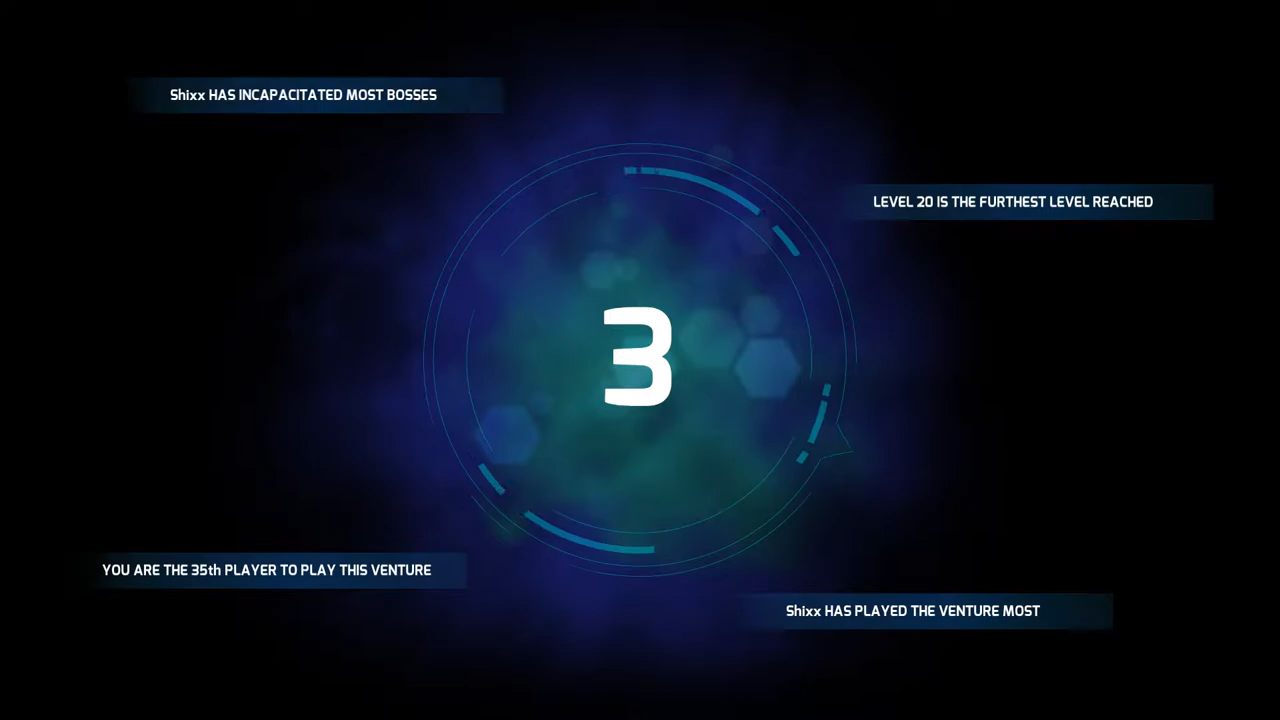 Shixx HAS INCAPACITATED MOST BOSSES
LEVEL 20 IS THE FURTHEST LEVEL REACHED
3
YOU ARE THE 35th PLAYER TO PLAY THIS VENTURE
Shixx HAS PLAYED THE VENTURE MOST